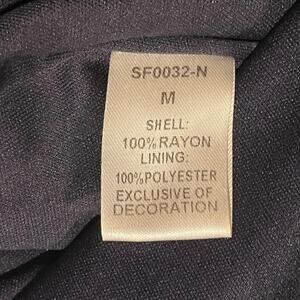 SF0032-N
M
SHELL:
100%RAYON
LINING:
100%POLYESTER
EXCLUSIVE OF
DECORATION